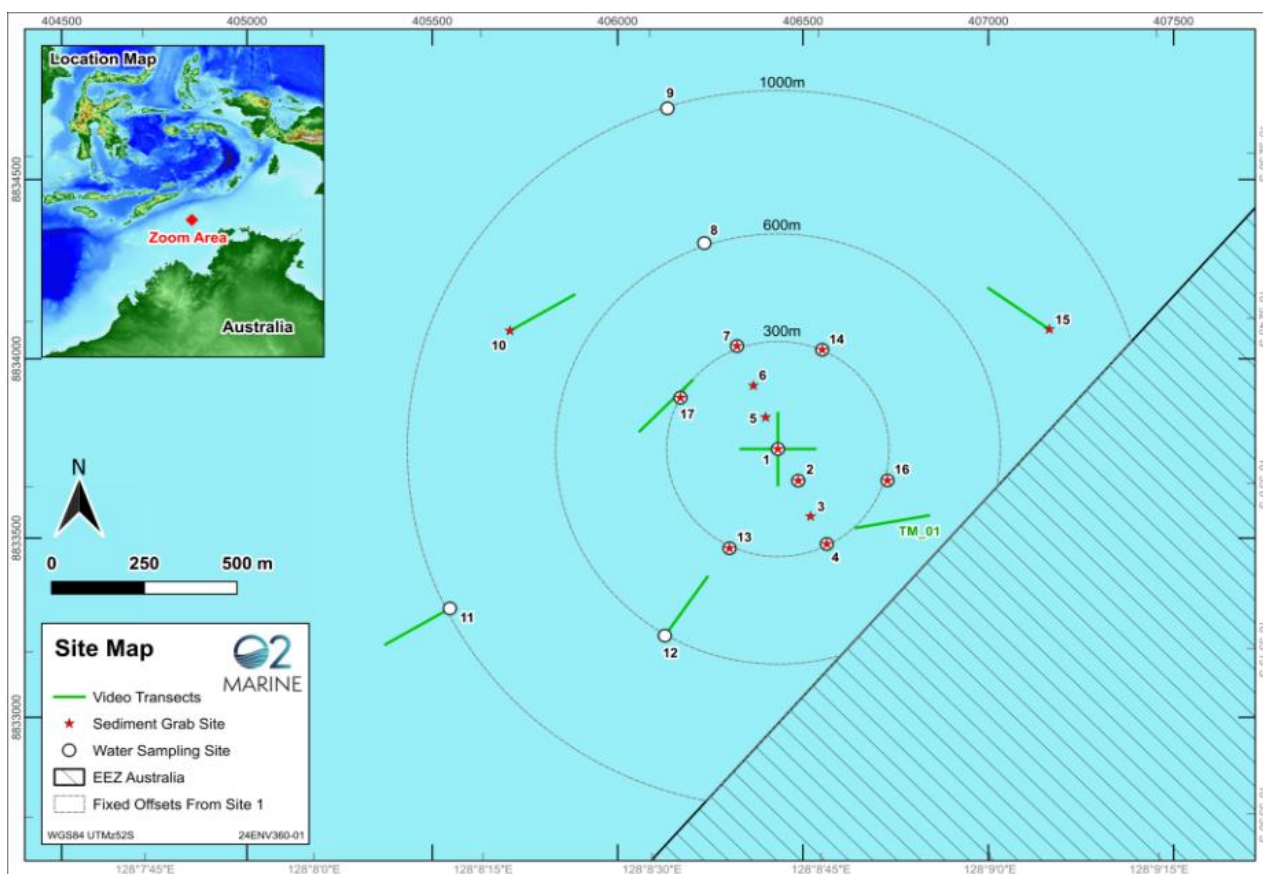 404500 405000 405500 406000 406500 407000 407500
Location Map
Zoom Area
Australia
1000m
600m
300m
9
8
10
15
7
14
6
17
5
1
2
16
3
TM_01
13
4
11
12
8834500
8834000
8833500
8833000
N
0 250 500 m
Site Map
O2
MARINE
Video Transects
Sediment Grab Site
Water Sampling Site
EEZ Australia
Fixed Offsets From Site 1
WGS84 UTMz52S 24ENV360-01
128°7'45"E 128°8'0"E 128°8'15"E 128°8'30"E 128°8'45"E 128°9'0"E 128°9'15"E